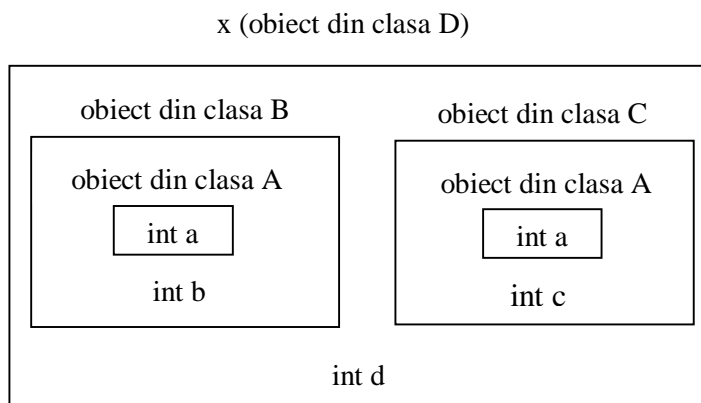 x (obiect din clasa D)
obiect din clasa B
obiect din clasa A
int a
int b
obiect din clasa C
obiect din clasa A
int a
int c
int d